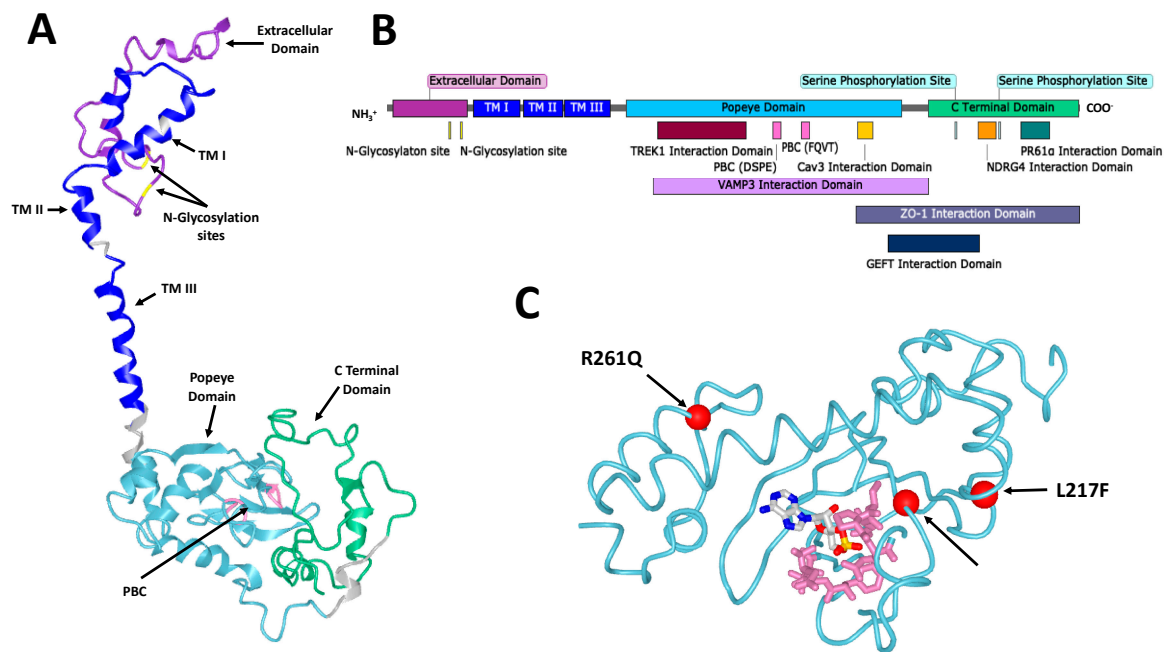 A
Extracellular
Domain
TM I
TM II
N-Glycosylation
sites
TM III
Popeye
Domain
C Terminal
Domain
PBC
B
Extracellular Domain
Serine Phosphorylation Site
Serine Phosphorylation Site
NH₃⁺
TM I
TM II
TM III
Popeye Domain
C Terminal Domain
COO⁻
N-Glycosylaton site
N-Glycosylation site
TREK1 Interaction Domain
PBC (DSPE)
PBC (FQVT)
Cav3 Interaction Domain
NDRG4 Interaction Domain
PR61α Interaction Domain
VAMP3 Interaction Domain
ZO-1 Interaction Domain
GEFT Interaction Domain
C
R261Q
L217F